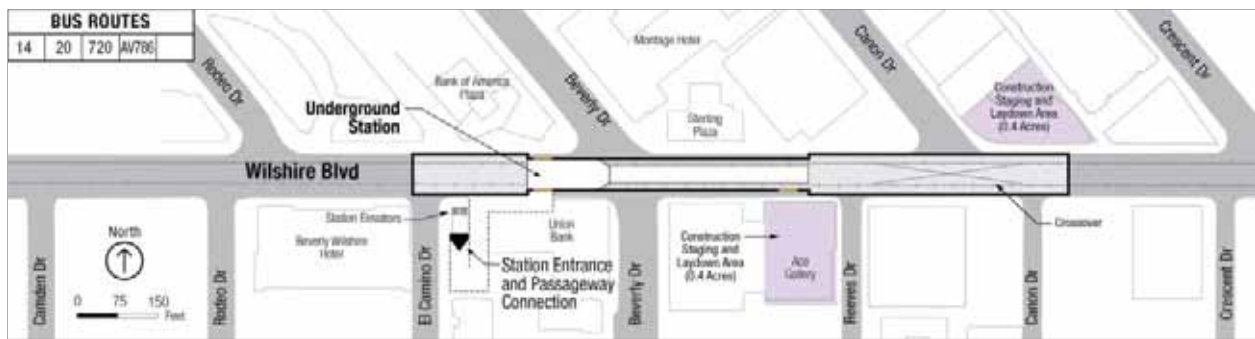 BUS ROUTES
14 20 720 AV786
Rodeo Dr
Bank of America
Plaza
Underground
Station
Beverly Dr
Montage Hotel
Sterling
Plaza
Canon Dr
Construction
Staging and
Laydown Area
(0.4 Acres)
Crescent Dr
Wilshire Blvd
Station Elevators
Beverly Wilshire
Hotel
Union
Bank
Station Entrance
and Passageway
Connection
Construction
Staging and
Laydown Area
(0.4 Acres)
Ace
Gallery
Crossover
North
0 75 150
Feet
Camden Dr
Rodeo Dr
El Camino Dr
Beverly Dr
Reeves Dr
Canon Dr
Crescent Dr